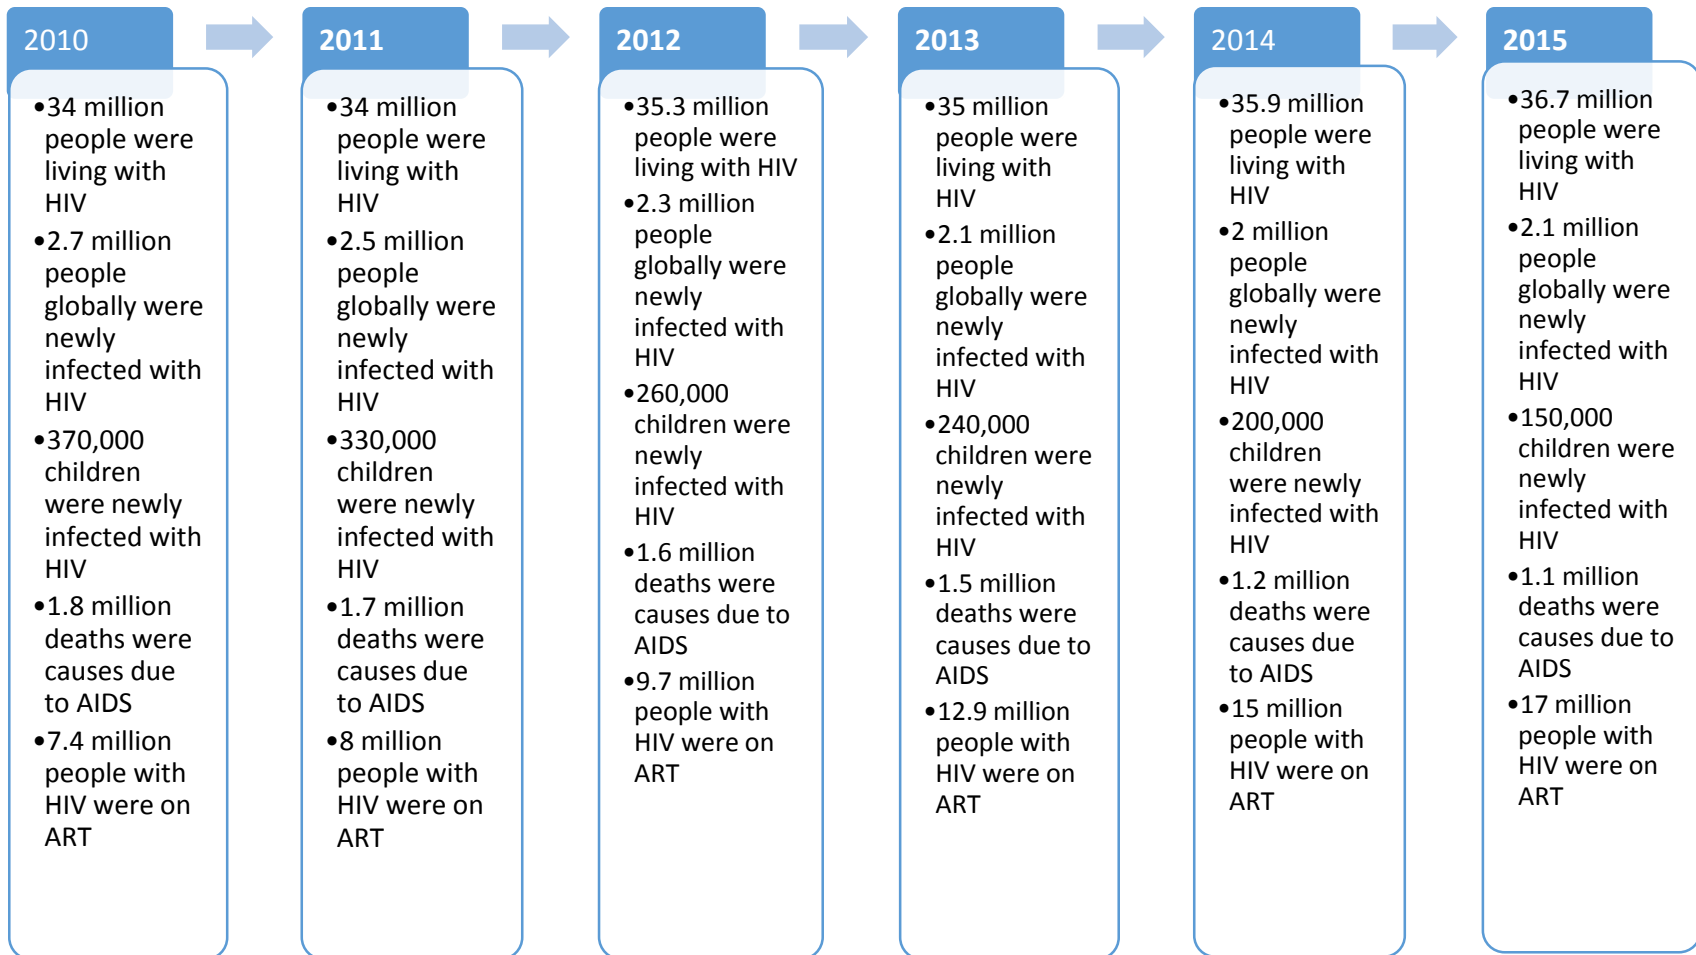 2010
•34 million
people were
living with
HIV
•2.7 million
people
globally were
newly
infected with
HIV
•370,000
children
were newly
infected with
HIV
•1.8 million
deaths were
causes due
to AIDS
•7.4 million
people with
HIV were on
ART
2011
•34 million
people were
living with
HIV
•2.5 million
people
globally were
newly
infected with
HIV
•330,000
children
were newly
infected with
HIV
•1.7 million
deaths were
causes due
to AIDS
•8 million
people with
HIV were on
ART
2012
•35.3 million
people were
living with HIV
•2.3 million
people
globally were
newly
infected with
HIV
•260,000
children were
newly
infected with
HIV
•1.6 million
deaths were
causes due to
AIDS
•9.7 million
people with
HIV were on
ART
2013
•35 million
people were
living with
HIV
•2.1 million
people
globally were
newly
infected with
HIV
•240,000
children were
newly
infected with
HIV
•1.5 million
deaths were
causes due to
AIDS
•12.9 million
people with
HIV were on
ART
2014
•35.9 million
people were
living with
HIV
•2 million
people
globally were
newly
infected with
HIV
•200,000
children
were newly
infected with
HIV
•1.2 million
deaths were
causes due
to AIDS
•15 million
people with
HIV were on
ART
2015
•36.7 million
people were
living with
HIV
•2.1 million
people
globally were
newly
infected with
HIV
•150,000
children were
newly
infected with
HIV
•1.1 million
deaths were
causes due to
AIDS
•17 million
people with
HIV were on
ART